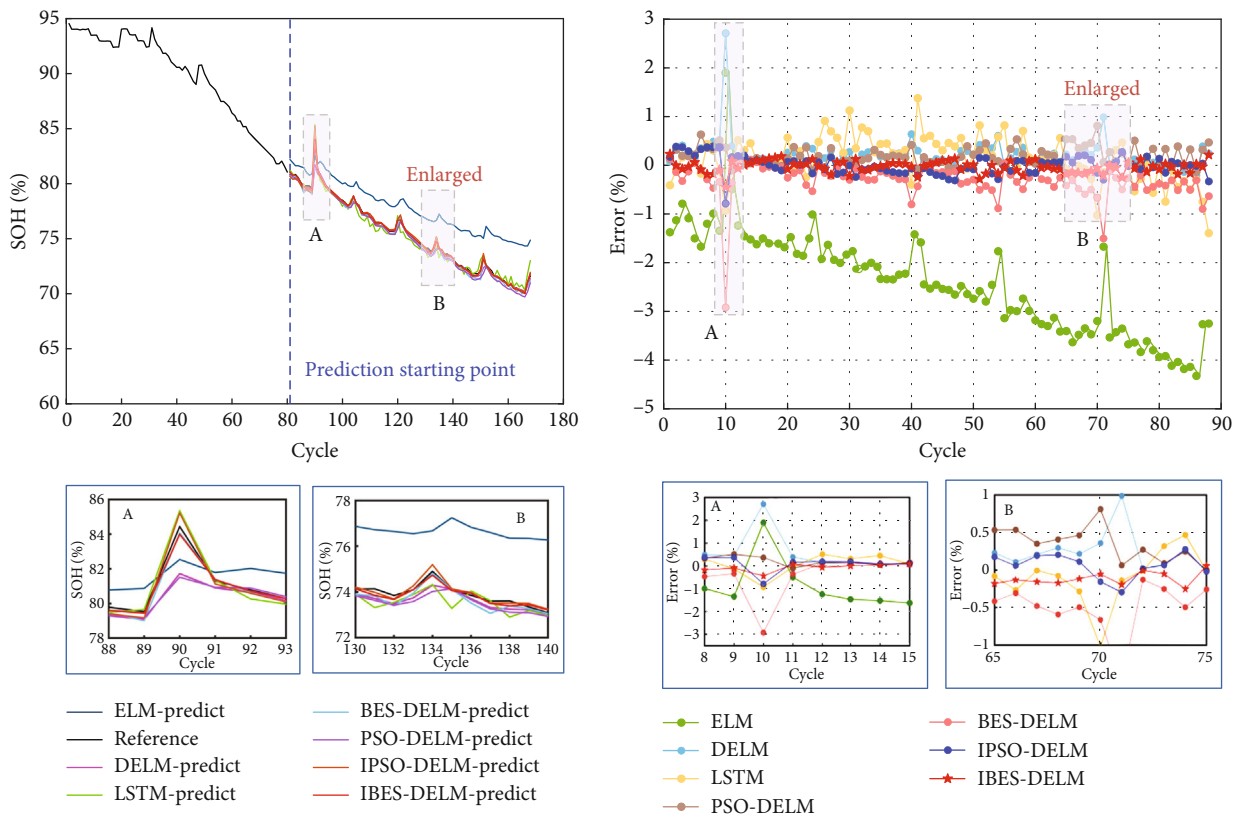 95
90
85
80
75
70
65
60
SOH (%)
A
Enlarged
B
Prediction starting point
0 20 40 60 80 100 120 140 160 180
Cycle
3
2
1
0
−1
−2
−3
−4
−5
Error (%)
Enlarged
B
A
0 10 20 30 40 50 60 70 80 90
Cycle
86
84
82
80
78
SOH (%)
A
88 89 90 91 92 93
Cycle
78
76
74
72
SOH (%)
B
130 132 134 136 138 140
Cycle
3
2
1
0
−1
−2
−3
Error (%)
A
8 9 10 11 12 13 14 15
Cycle
1
0.5
0
−0.5
−1
Error (%)
B
65 70 75
Cycle
ELM-predict
Reference
DELM-predict
LSTM-predict
BES-DELM-predict
PSO-DELM-predict
IPSO-DELM-predict
IBES-DELM-predict
ELM
DELM
LSTM
PSO-DELM
BES-DELM
IPSO-DELM
IBES-DELM